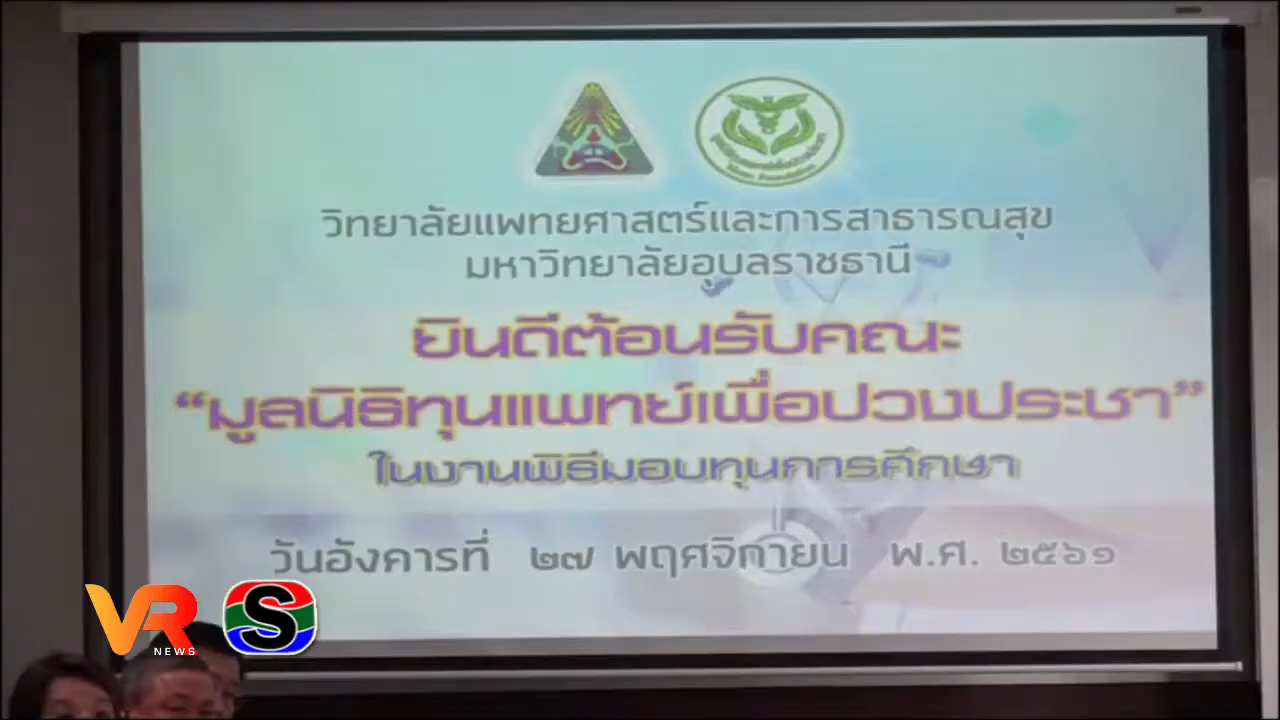 วิทยาลัยแพทยศาสตร์และการสาธารณสุข
มหาวิทยาลัยอุบลราชธานี
ยินดีต้อนรับคณะ
“มูลนิธิทุนแพทย์เพื่อปวงประชา”
ในงานพิธีมอบทุนการศึกษา
วันอังคารที่ ๒๗ พฤศจิกายน พ.ศ. ๒๕๖๑
VR
NEWS
S